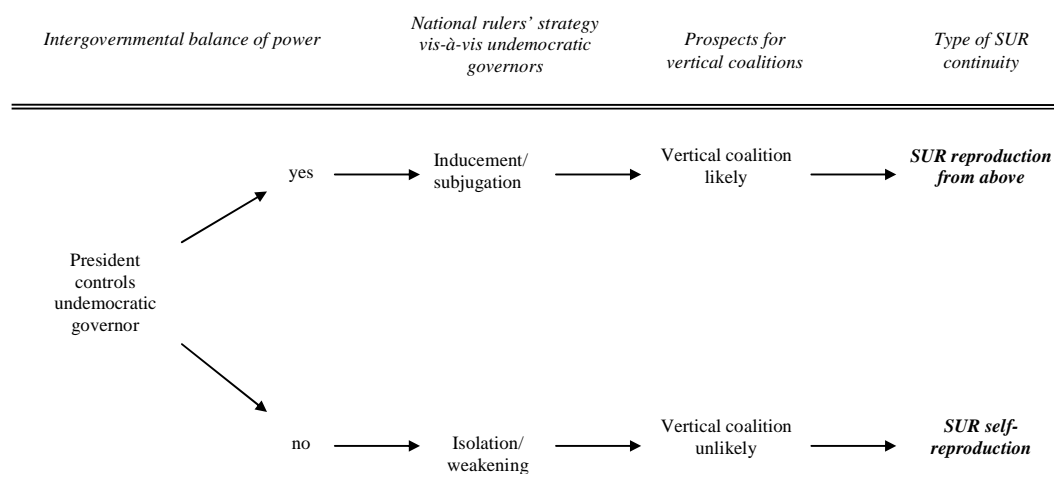 Intergovernmental balance of power
National rulers' strategy
vis-à-vis undemocratic
governors
Prospects for
vertical coalitions
Type of SUR
continuity
yes
Inducement/
subjugation
Vertical coalition
likely
SUR reproduction
from above
President
controls
undemocratic
governor
no
Isolation/
weakening
Vertical coalition
unlikely
SUR self-
reproduction